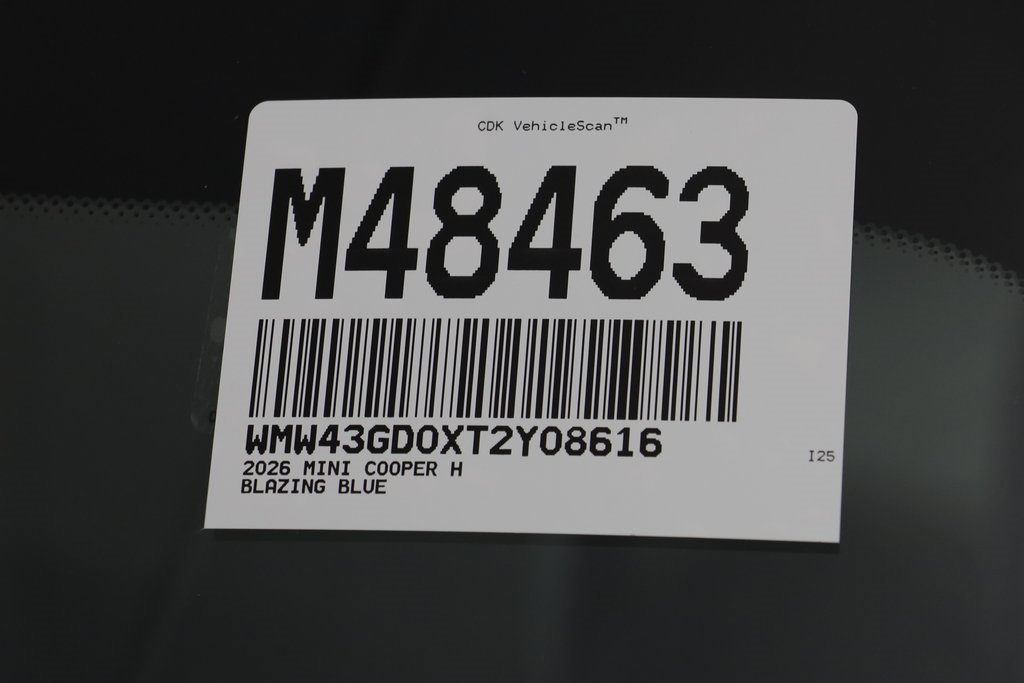 CDK VehicleScan™
M48463
WMW43GD0XT2Y08616
2026 MINI COOPER H
BLAZING BLUE
I25